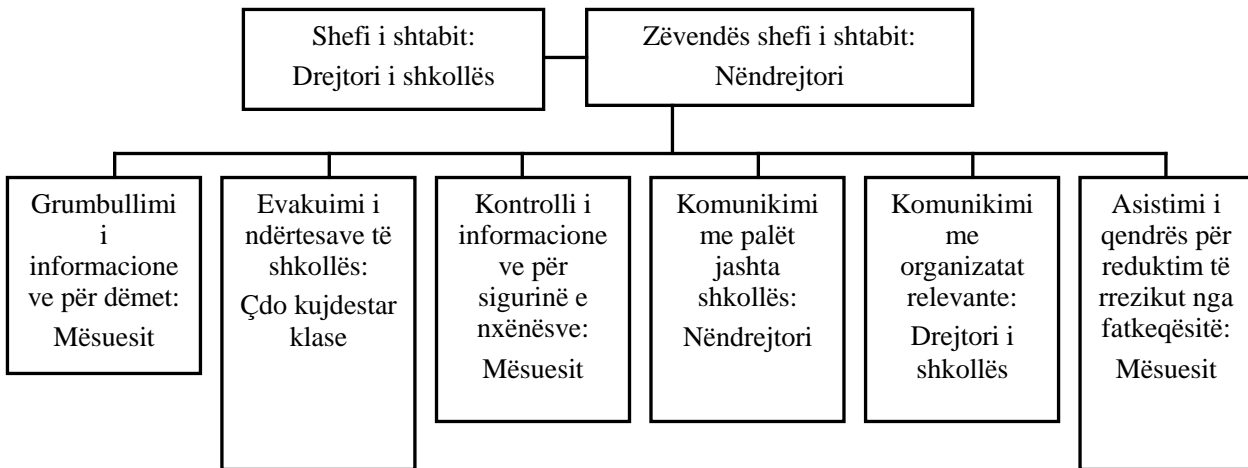 Shefi i shtabit:
Drejtori i shkollës
Zëvendës shefi i shtabit:
Nëndrejtori
Grumbullimi
i
informacione
ve për dëmet:
Mësuesit
Evakuimi i
ndërtesave të
shkollës:
Çdo kujdestar
klase
Kontrolli i
informacione
ve për
sigurinë e
nxënësve:
Mësuesit
Komunikimi
me palët
jashta
shkollës:
Nëndrejtori
Komunikimi
me
organizatat
relevante:
Drejtori i
shkollës
Asistimi i
qendrës për
reduktim të
rrezikut nga
fatkeqësitë:
Mësuesit